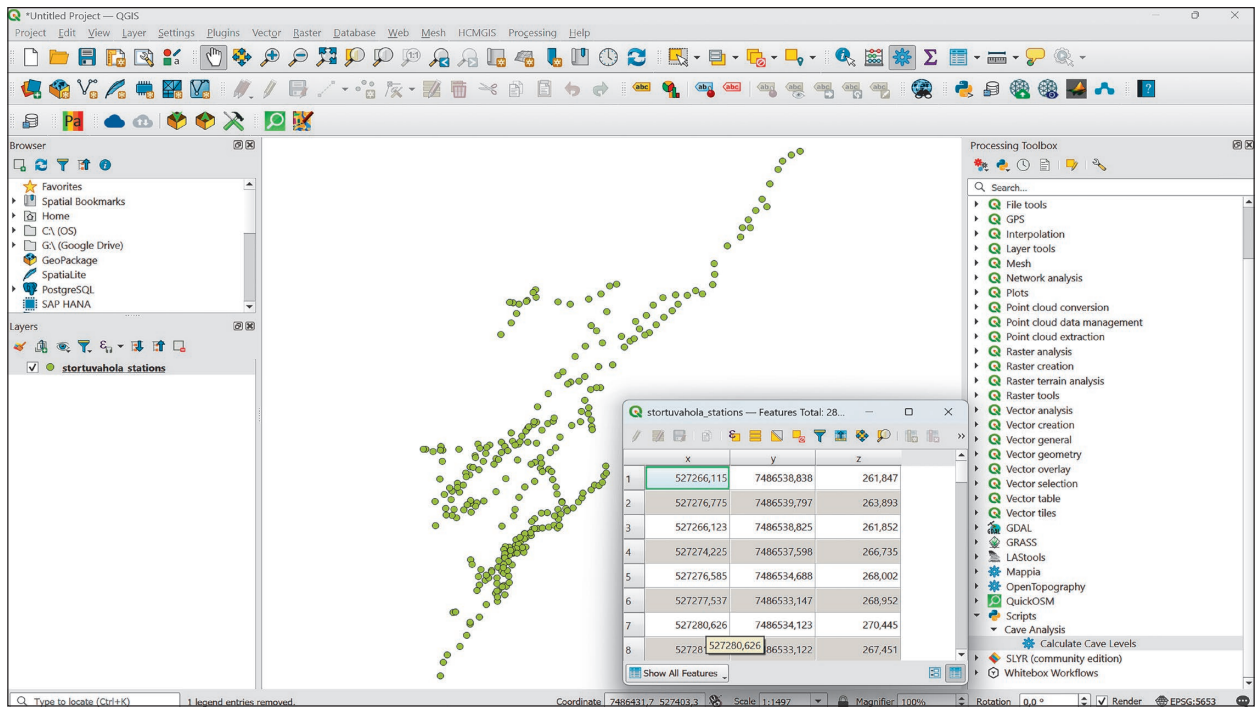 *Untitled Project — QGIS
Project Edit View Layer Settings Plugins Vector Raster Database Web Mesh HCMGIS Processing Help
Browser
Favorites
Spatial Bookmarks
Home
C:\ (OS)
G:\ (Google Drive)
GeoPackage
SpatiaLite
PostgreSQL
SAP HANA
Layers
stortuvahola_stations
stortuvahola_stations — Features Total: 28...
x y z
1 527266,115 7486538,838 261,847
2 527276,775 7486539,797 263,893
3 527266,123 7486538,825 261,852
4 527274,225 7486537,598 266,735
5 527276,585 7486534,688 268,002
6 527277,537 7486533,147 268,952
7 527280,626 7486534,123 270,445
527280,626
8 52728 86533,122 267,451
Show All Features
Processing Toolbox
Search...
File tools
GPS
Interpolation
Layer tools
Mesh
Network analysis
Plots
Point cloud conversion
Point cloud data management
Point cloud extraction
Raster analysis
Raster creation
Raster terrain analysis
Raster tools
Vector analysis
Vector creation
Vector general
Vector geometry
Vector overlay
Vector selection
Vector table
Vector tiles
GDAL
GRASS
LAStools
Mappia
OpenTopography
QuickOSM
Scripts
Cave Analysis
Calculate Cave Levels
SLYR (community edition)
Whitebox Workflows
Type to locate (Ctrl+K) 1 legend entries removed. Coordinate 7486431,7 527403,3 Scale 1:1497 Magnifier 100% Rotation 0,0 ° Render EPSG:5653